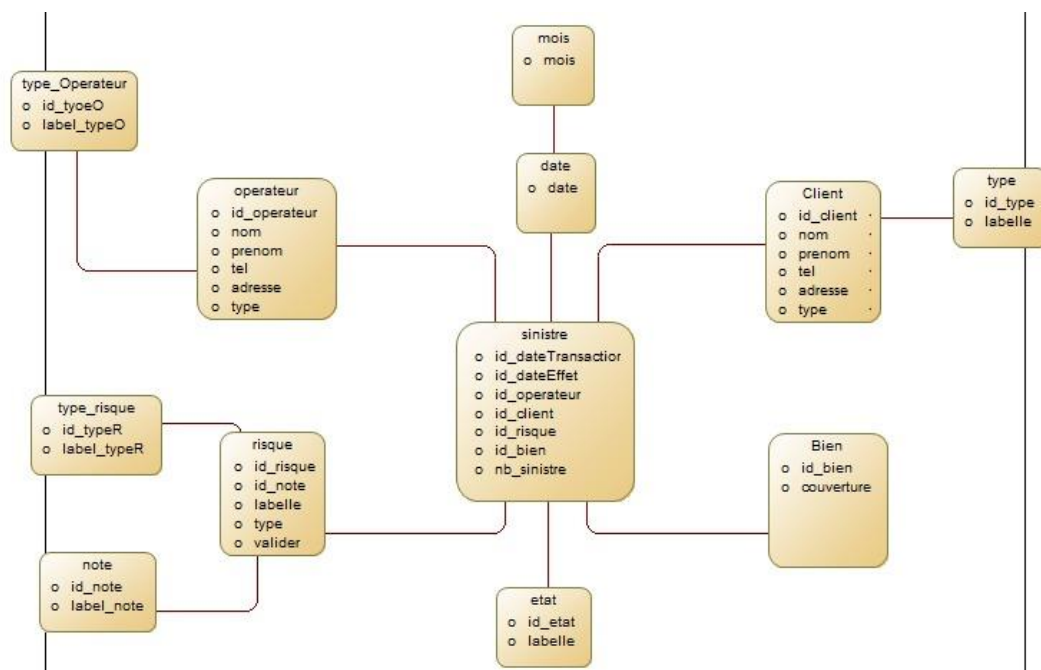 mois
mois
type_Operateur
id_tyoeO
label_typeO
date
date
operateur
id_operateur
nom
prenom
tel
adresse
type
Client
id_client
nom
prenom
tel
adresse
type
type
id_type
labelle
sinistre
id_dateTransaction
id_dateEffet
id_operateur
id_client
id_risque
id_bien
nb_sinistre
type_risque
id_typeR
label_typeR
risque
id_risque
id_note
labelle
type
valider
Bien
id_bien
couverture
note
id_note
label_note
etat
id_etat
labelle